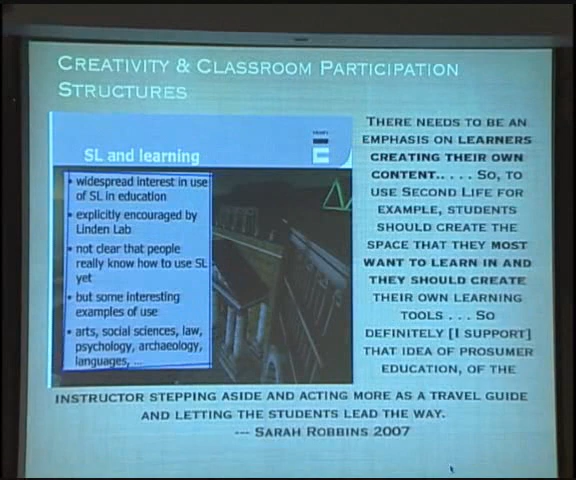 CREATIVITY & CLASSROOM PARTICIPATION
STRUCTURES
SL and learning
• widespread interest in use
of SL in education
• explicitly encouraged by
Linden Lab
• not clear that people
really know how to use SL
yet
• but some interesting
examples of use
• arts, social sciences, law,
psychology, archaeology,
languages, ...
THERE NEEDS TO BE AN
EMPHASIS ON LEARNERS
CREATING THEIR OWN
CONTENT. . . . SO, TO
USE SECOND LIFE FOR
EXAMPLE, STUDENTS
SHOULD CREATE THE
SPACE THAT THEY MOST
WANT TO LEARN IN AND
THEY SHOULD CREATE
THEIR OWN LEARNING
TOOLS . . . SO
DEFINITELY [I SUPPORT]
THAT IDEA OF PROSUMER
EDUCATION, OF THE
INSTRUCTOR STEPPING ASIDE AND ACTING MORE AS A TRAVEL GUIDE
AND LETTING THE STUDENTS LEAD THE WAY.
--- SARAH ROBBINS 2007